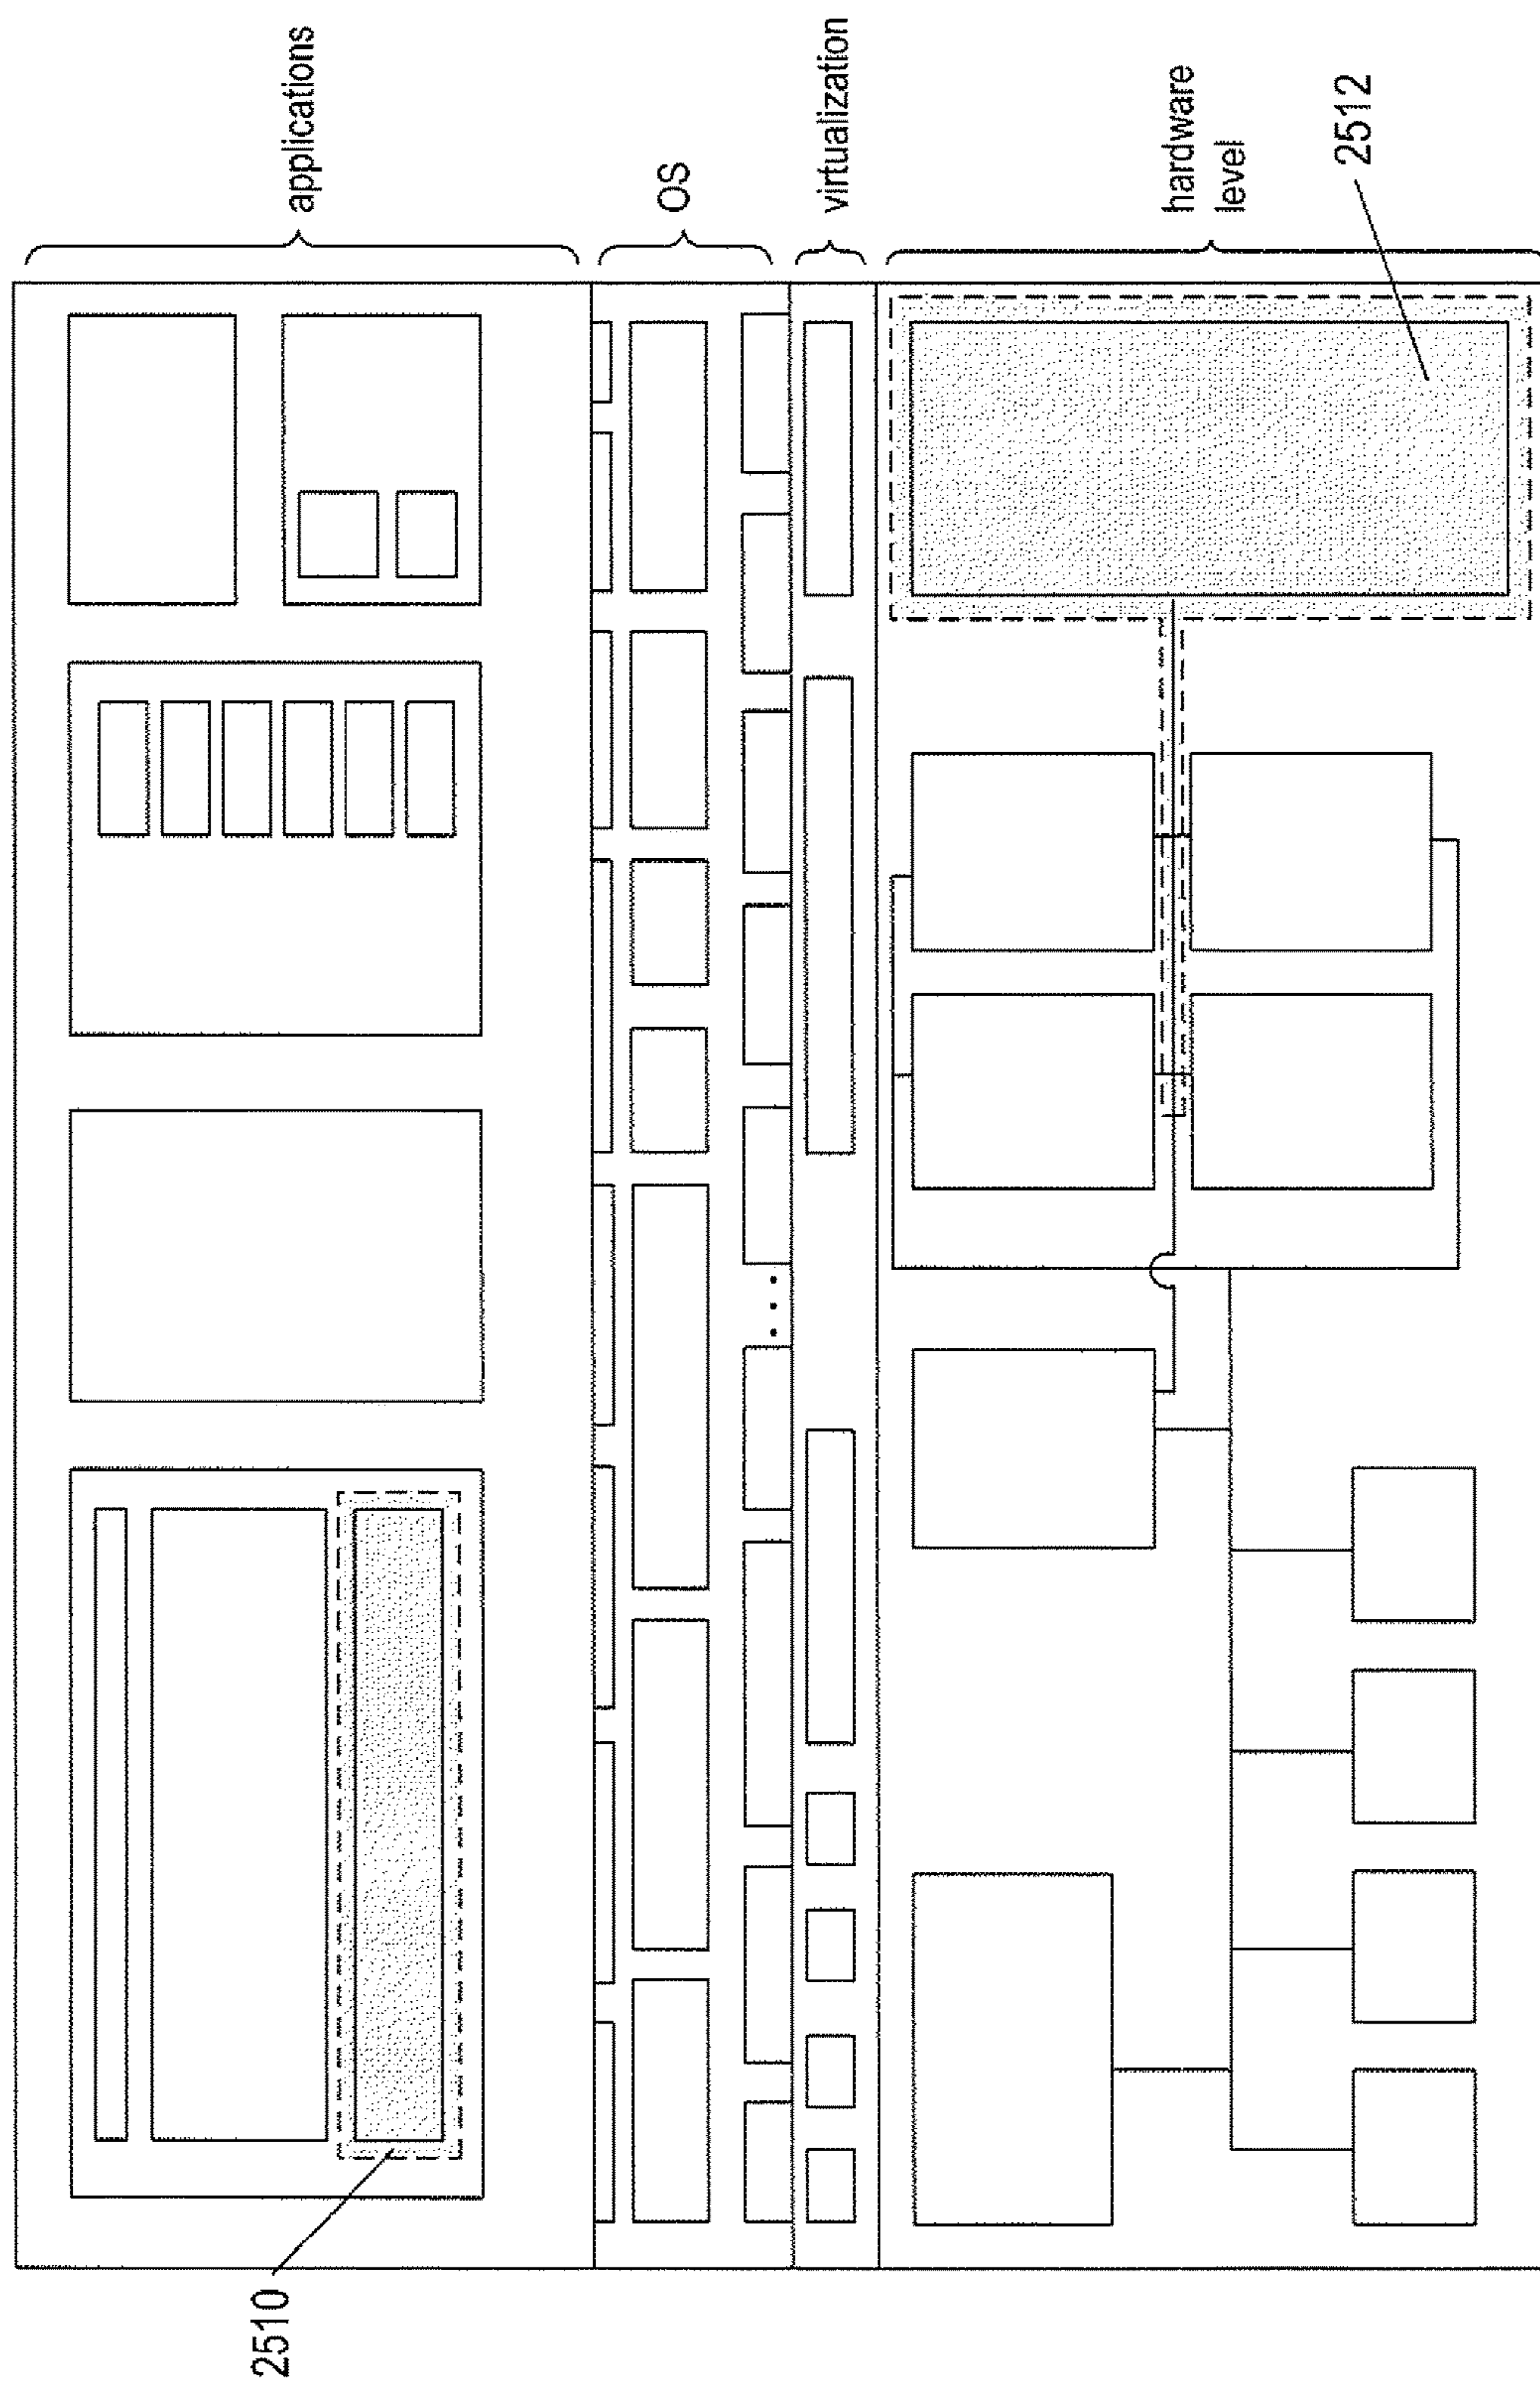 applications
OS
virtualization
hardware
level
2512
2510